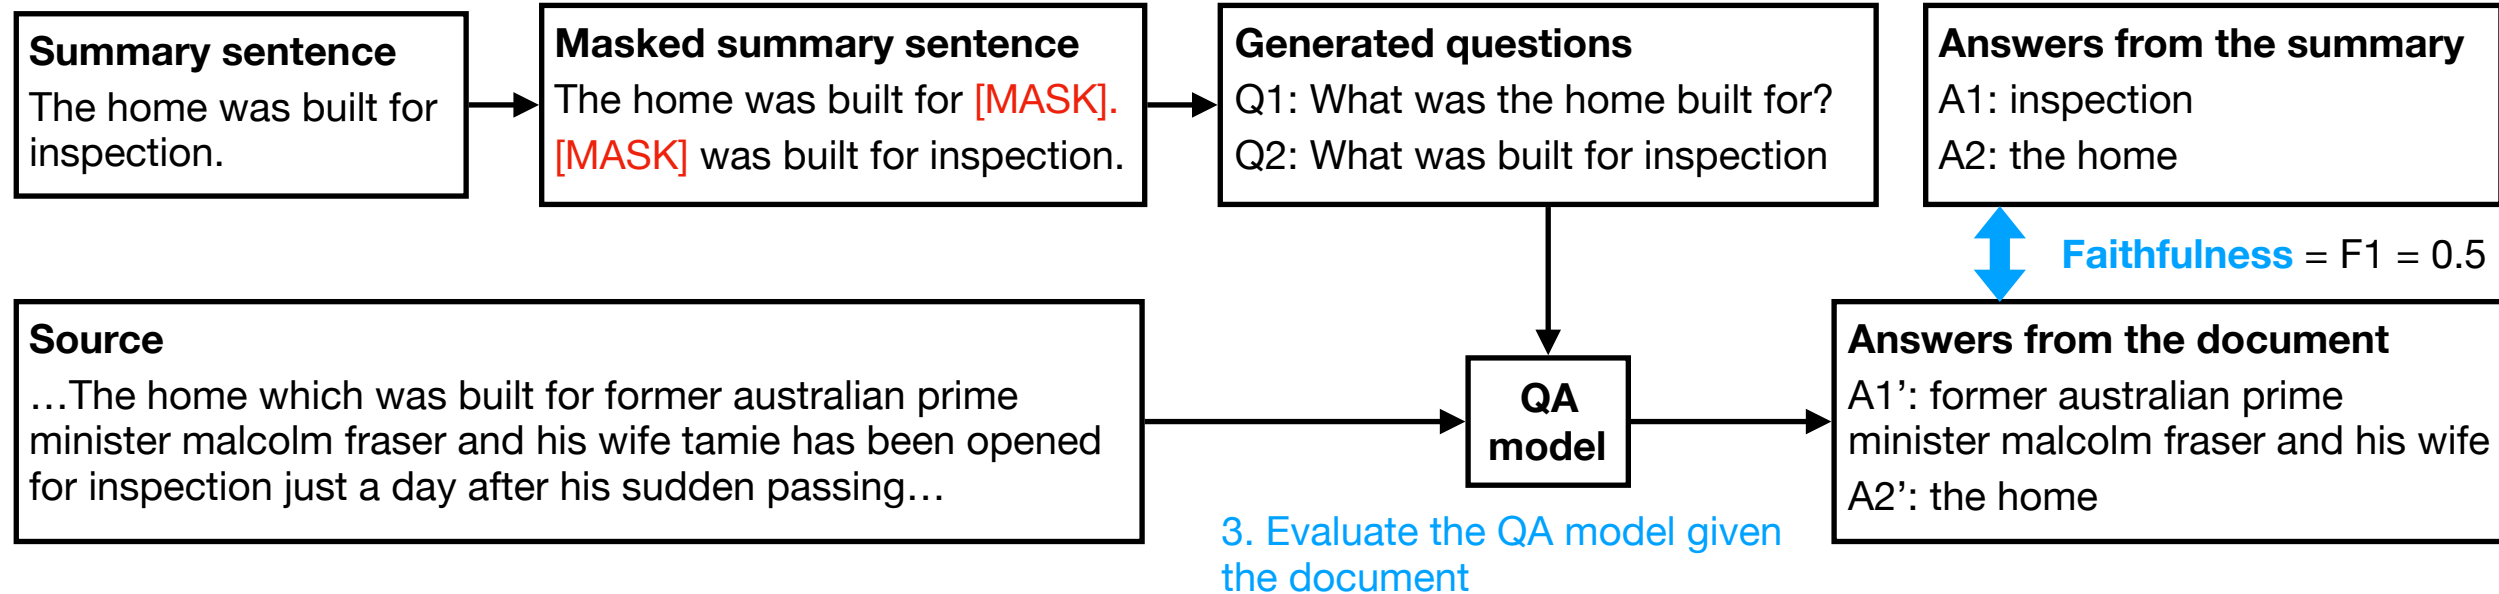 Summary sentence
The home was built for
inspection.
Masked summary sentence
The home was built for [MASK].
[MASK] was built for inspection.
Generated questions
Q1: What was the home built for?
Q2: What was built for inspection
Answers from the summary
A1: inspection
A2: the home
Faithfulness = F1 = 0.5
Source
…The home which was built for former australian prime
minister malcolm fraser and his wife tamie has been opened
for inspection just a day after his sudden passing…
QA
model
3. Evaluate the QA model given
the document
Answers from the document
A1’: former australian prime
minister malcolm fraser and his wife
A2’: the home